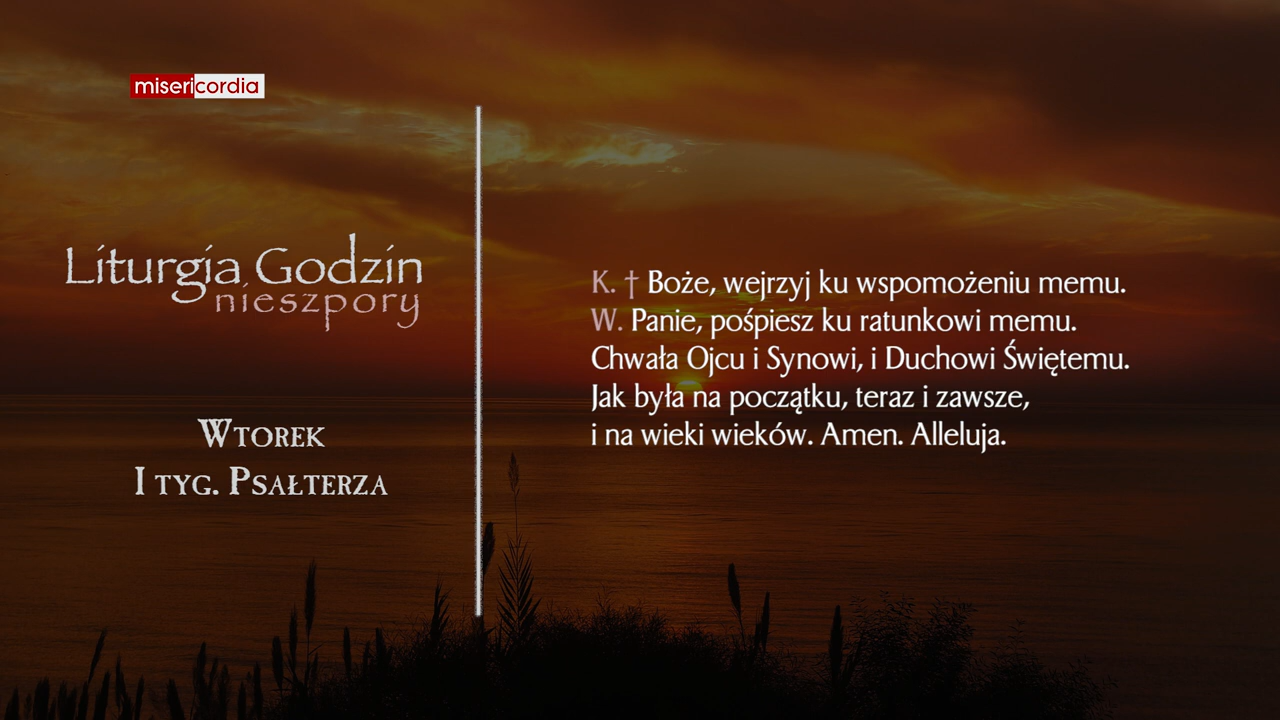 misericordia
Liturgia Godzin
nieszpory
Wtorek
I tyg. Psałterza
K. † Boże, wejrzyj ku wspomożeniu memu.
W. Panie, pośpiesz ku ratunkowi memu.
Chwała Ojcu i Synowi, i Duchowi Świętemu.
Jak była na początku, teraz i zawsze,
i na wieki wieków. Amen. Alleluja.